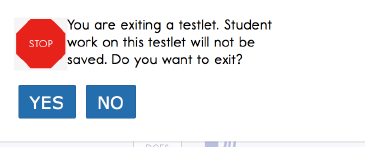 You are exiting a testlet. Student
STOP work on this testlet will not be
saved. Do you want to exit?
YES NO